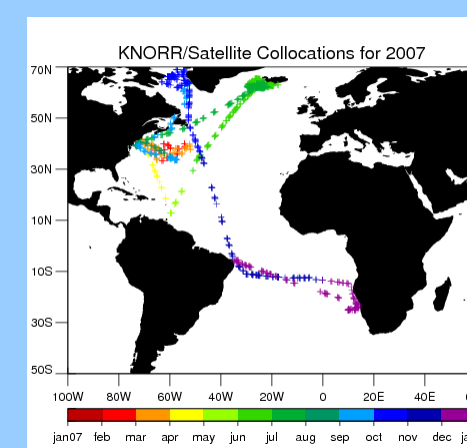 KNORR/Satellite Collocations for 2007
70N
50N
30N
10N
10S
30S
50S
100W 80W 60W 40W 20W 0 20E 40E
jan07 feb mar apr may jun jul aug sep oct nov dec